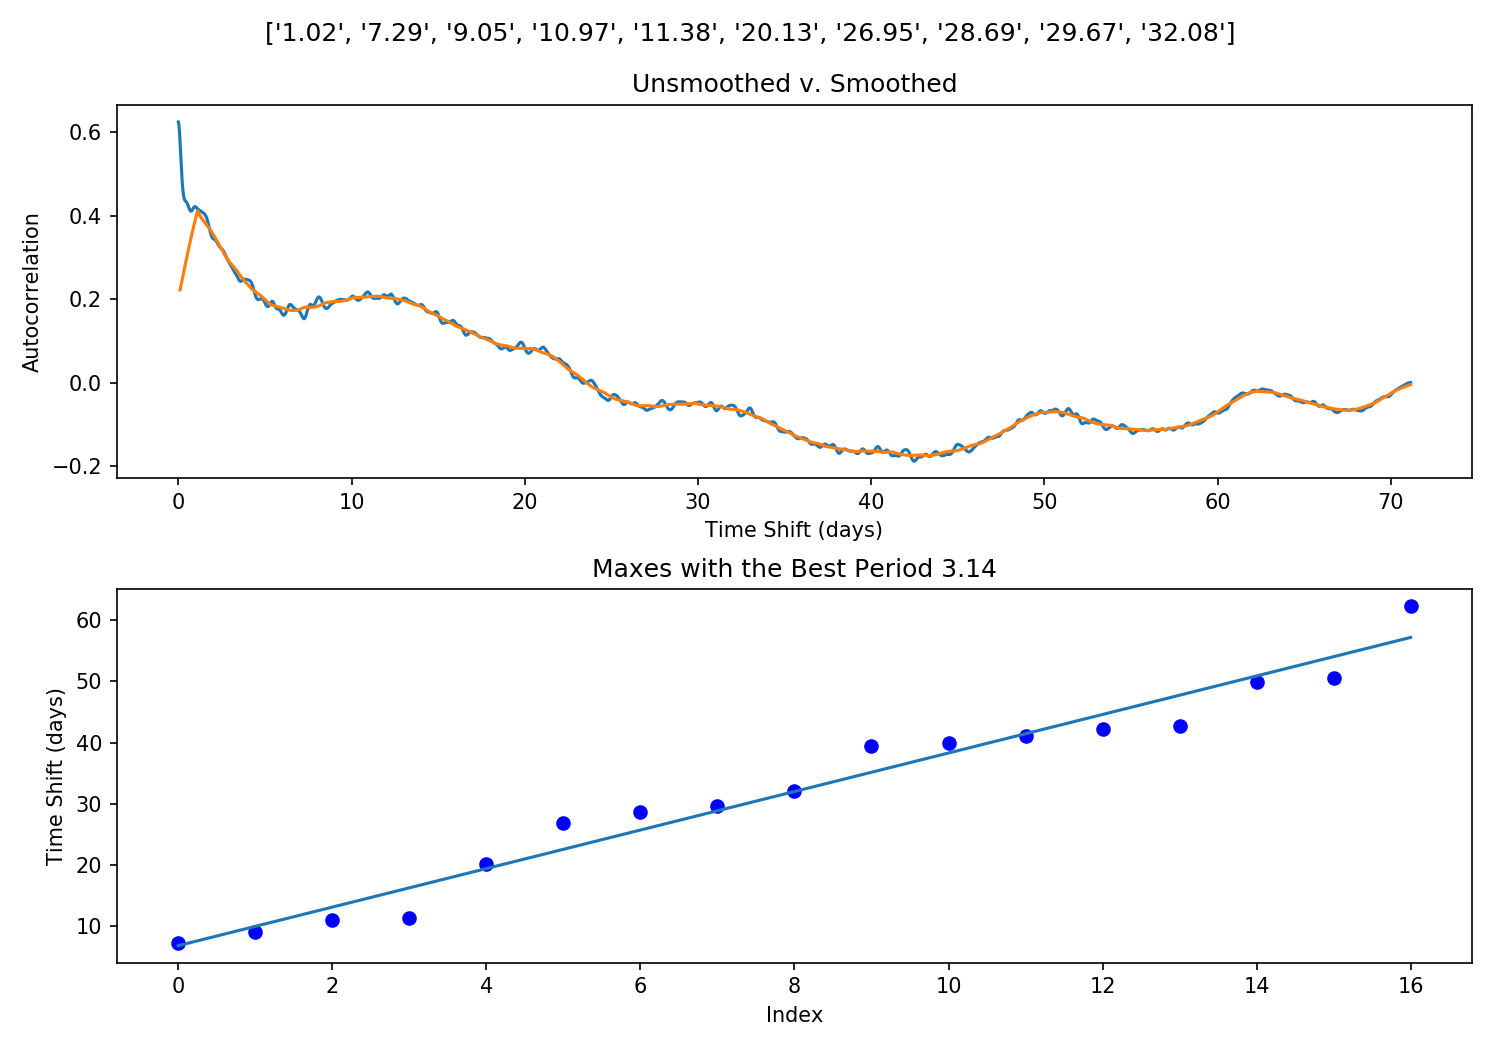 ['1.02', '7.29', '9.05', '10.97', '11.38', '20.13', '26.95', '28.69', '29.67', '32.08']
Unsmoothed v. Smoothed
Autocorrelation
0.6
0.4
0.2
0.0
−0.2
0 10 20 30 40 50 60 70
Time Shift (days)
Maxes with the Best Period 3.14
Time Shift (days)
60
50
40
30
20
10
0 2 4 6 8 10 12 14 16
Index